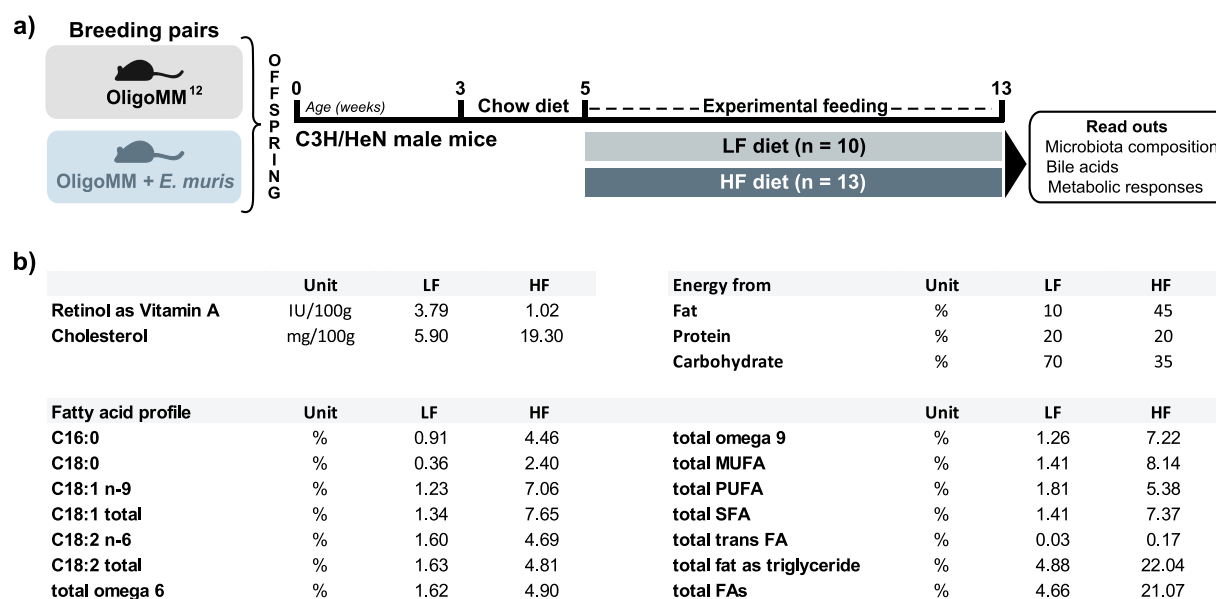 a)
Breeding pairs
OligoMM12
OligoMM + E. muris
OFFSPRING
0 3 5 13
Age (weeks) Chow diet Experimental feeding
C3H/HeN male mice
LF diet (n = 10)
HF diet (n = 13)
Read outs
Microbiota composition
Bile acids
Metabolic responses
b)
Unit LF HF
Retinol as Vitamin A IU/100g 3.79 1.02
Cholesterol mg/100g 5.90 19.30
Energy from Unit LF HF
Fat % 10 45
Protein % 20 20
Carbohydrate % 70 35
Fatty acid profile Unit LF HF
C16:0 % 0.91 4.46
C18:0 % 0.36 2.40
C18:1 n-9 % 1.23 7.06
C18:1 total % 1.34 7.65
C18:2 n-6 % 1.60 4.69
C18:2 total % 1.63 4.81
total omega 6 % 1.62 4.90
Unit LF HF
total omega 9 % 1.26 7.22
total MUFA % 1.41 8.14
total PUFA % 1.81 5.38
total SFA % 1.41 7.37
total trans FA % 0.03 0.17
total fat as triglyceride % 4.88 22.04
total FAs % 4.66 21.07